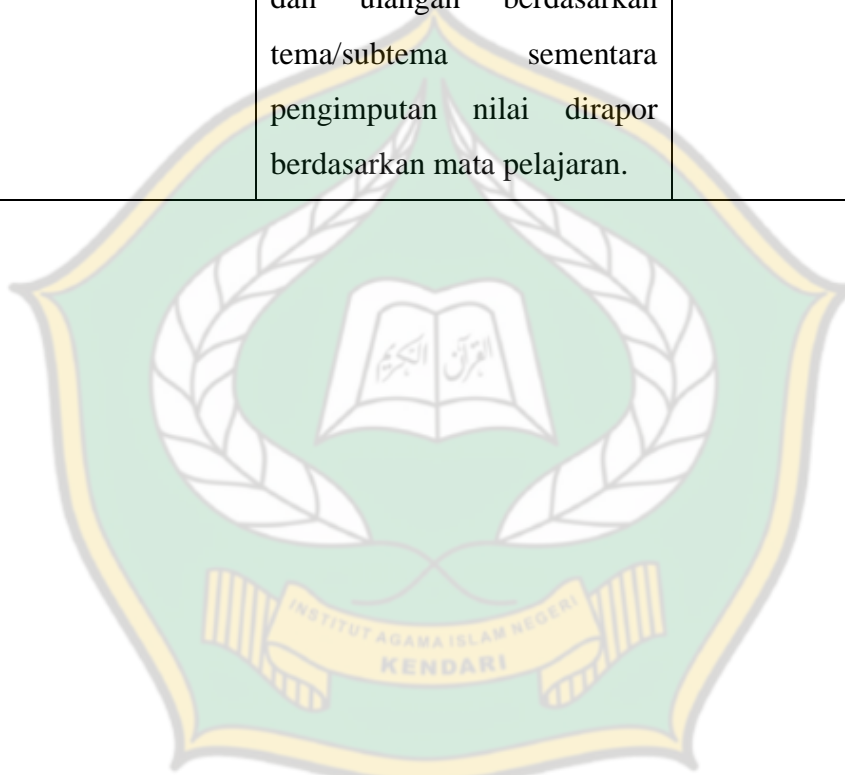 dan ulangan berdasarkan
tema/subtema sementara
pengimputan nilai dirapor
berdasarkan mata pelajaran.
القرآن الكريم
INSTITUT AGAMA ISLAM NEGERI
KENDARI